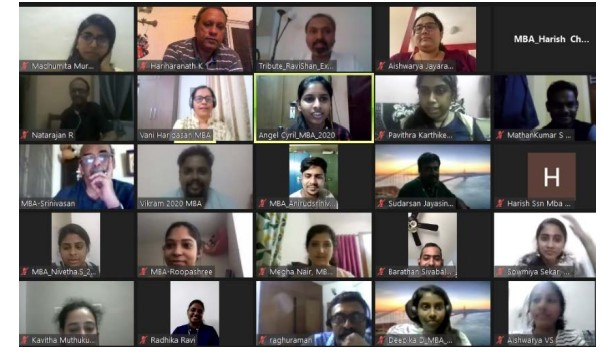 Madhumita Mur...
Hariharanath K
Tribute_RaviShan_Ex...
Aishwarya Jayara...
MBA_Harish Ch...
Natarajan R
Vani Haridasan MBA
Angel Cyril_MBA_2020
Pavithra Karthike...
MathanKumar S ...
MBA-Srinivasan
Vikram 2020 MBA
MBA_Anirudsriniv...
Sudarsan Jayasin...
H
Harish Ssn Mba ...
MBA_Nivetha.S_2...
MBA-Roopashree
Megha Nair, MB...
Barathan Sivabal...
Sowmiya Sekar ...
Kavitha Muthuku...
Radhika Ravi
raghuraman
Deepika D_MBA_...
Aishwarya VS